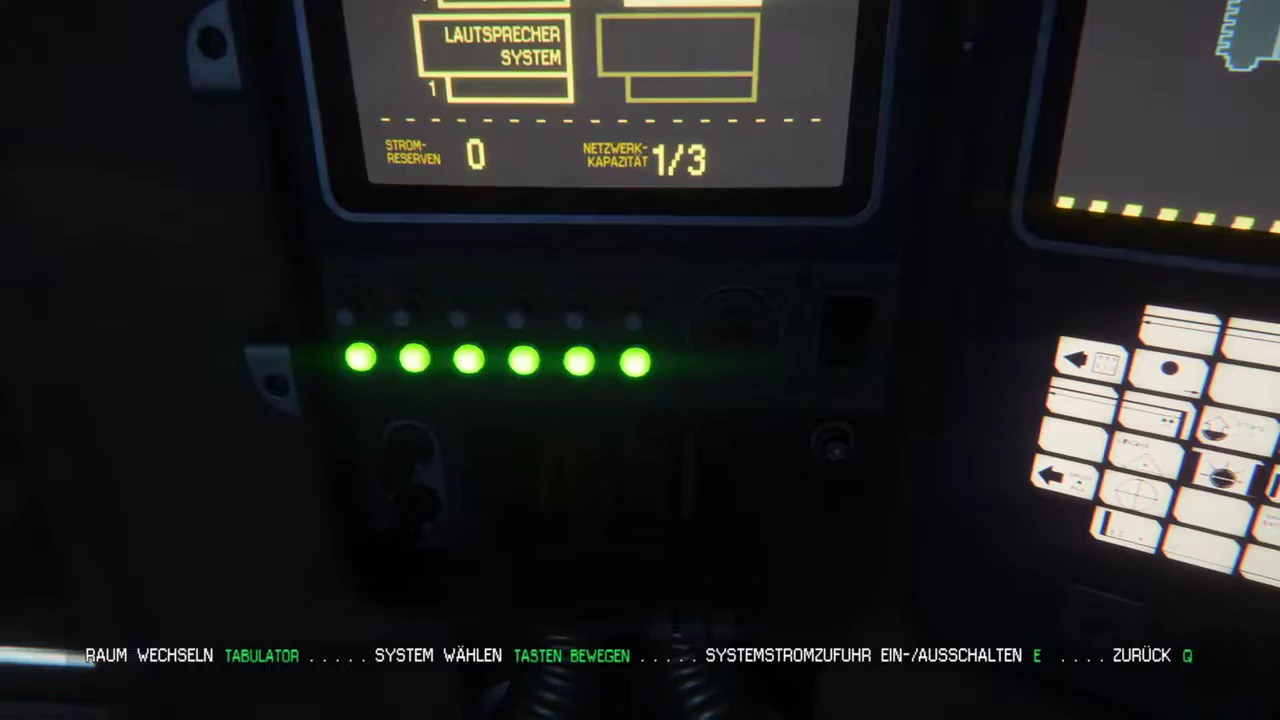 LAUTSPRECHER
SYSTEM
1
STROM-
RESERVEN 0
NETZWERK-
KAPAZITÄT 1/3
RAUM WECHSELN TABULATOR ..... SYSTEM WÄHLEN TASTEN BEWEGEN ..... SYSTEMSTROMZUFUHR EIN-/AUSSCHALTEN E .... ZURÜCK Q